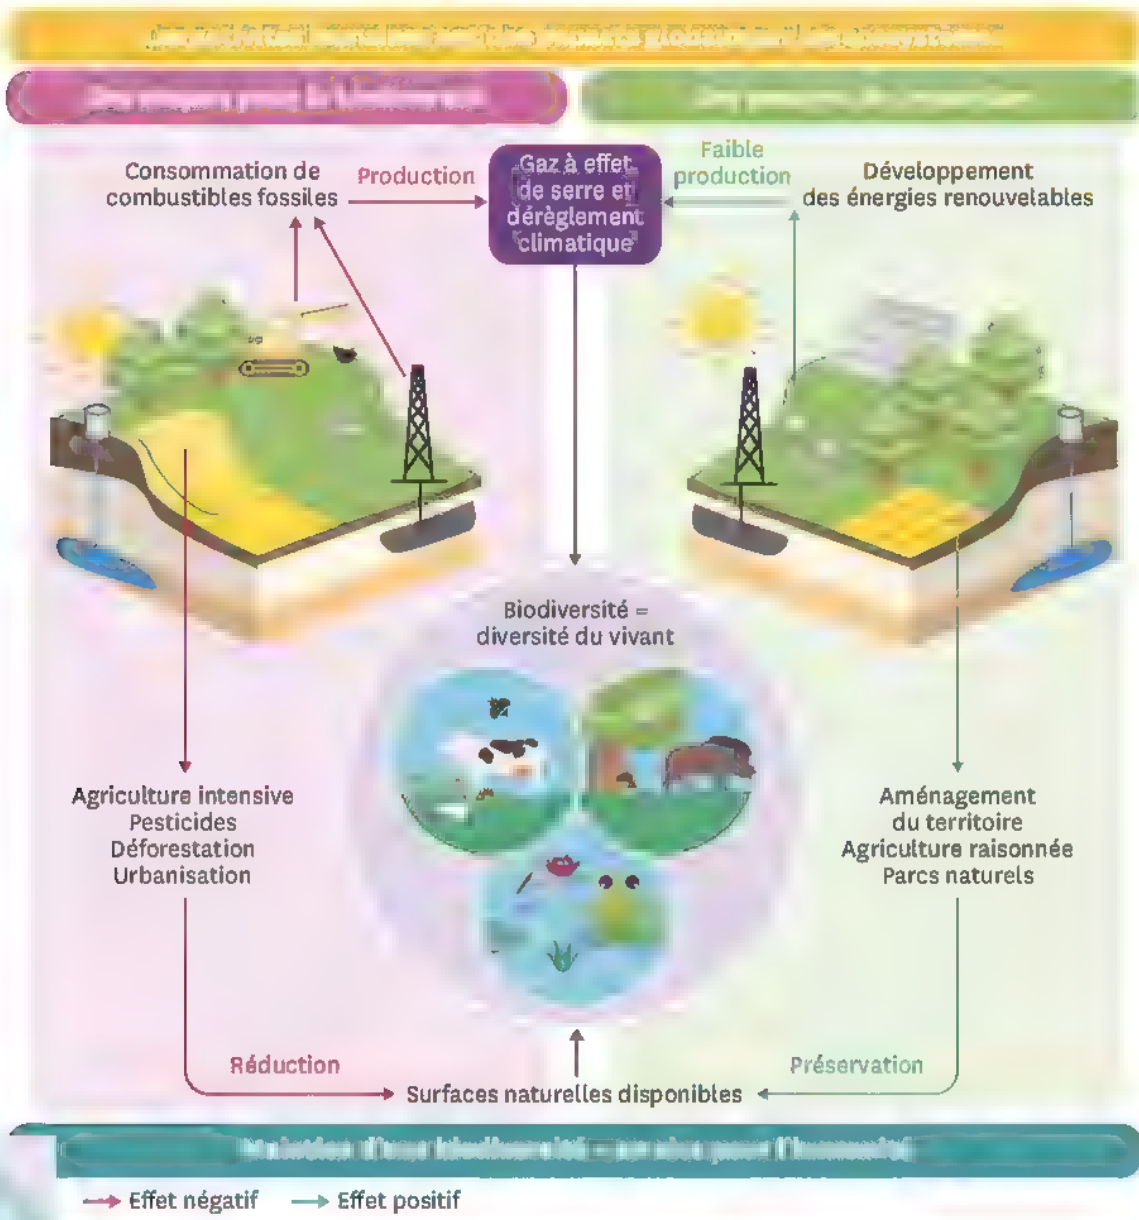 Consommation de
combustibles fossiles
Production
Gaz à effet
de serre et
dérèglement
climatique
Faible
production
Développement
des énergies renouvelables
Biodiversité =
diversité du vivant
Agriculture intensive
Pesticides
Déforestation
Urbanisation
Aménagement
du territoire
Agriculture raisonnée
Parcs naturels
Réduction
Surfaces naturelles disponibles
Préservation
Effet négatif
Effet positif